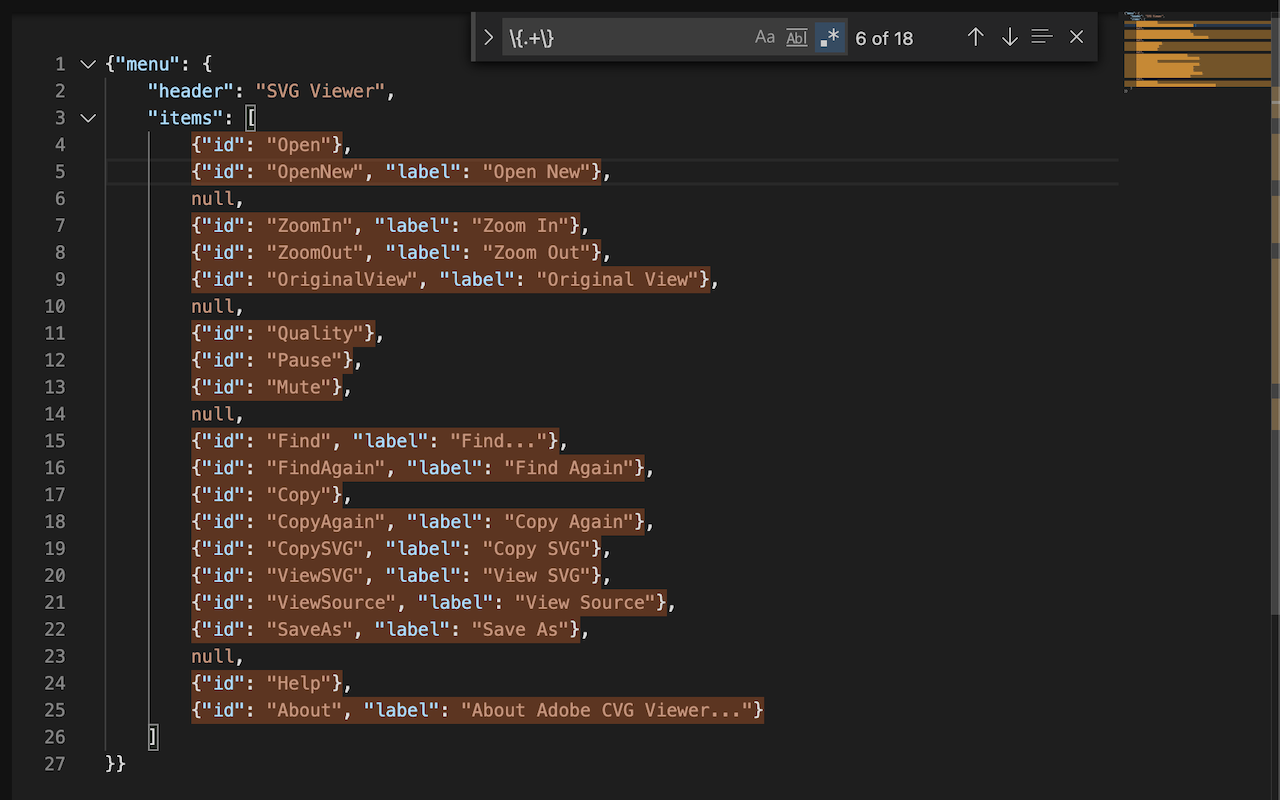 \{.+\} Aa Ab .* 6 of 18
1 {"menu": {
2 "header": "SVG Viewer",
3 "items": [
4 {"id": "Open"},
5 {"id": "OpenNew", "label": "Open New"},
6 null,
7 {"id": "ZoomIn", "label": "Zoom In"},
8 {"id": "ZoomOut", "label": "Zoom Out"},
9 {"id": "OriginalView", "label": "Original View"},
10 null,
11 {"id": "Quality"},
12 {"id": "Pause"},
13 {"id": "Mute"},
14 null,
15 {"id": "Find", "label": "Find..."},
16 {"id": "FindAgain", "label": "Find Again"},
17 {"id": "Copy"},
18 {"id": "CopyAgain", "label": "Copy Again"},
19 {"id": "CopySVG", "label": "Copy SVG"},
20 {"id": "ViewSVG", "label": "View SVG"},
21 {"id": "ViewSource", "label": "View Source"},
22 {"id": "SaveAs", "label": "Save As"},
23 null,
24 {"id": "Help"},
25 {"id": "About", "label": "About Adobe CVG Viewer..."}
26 ]
27 }}